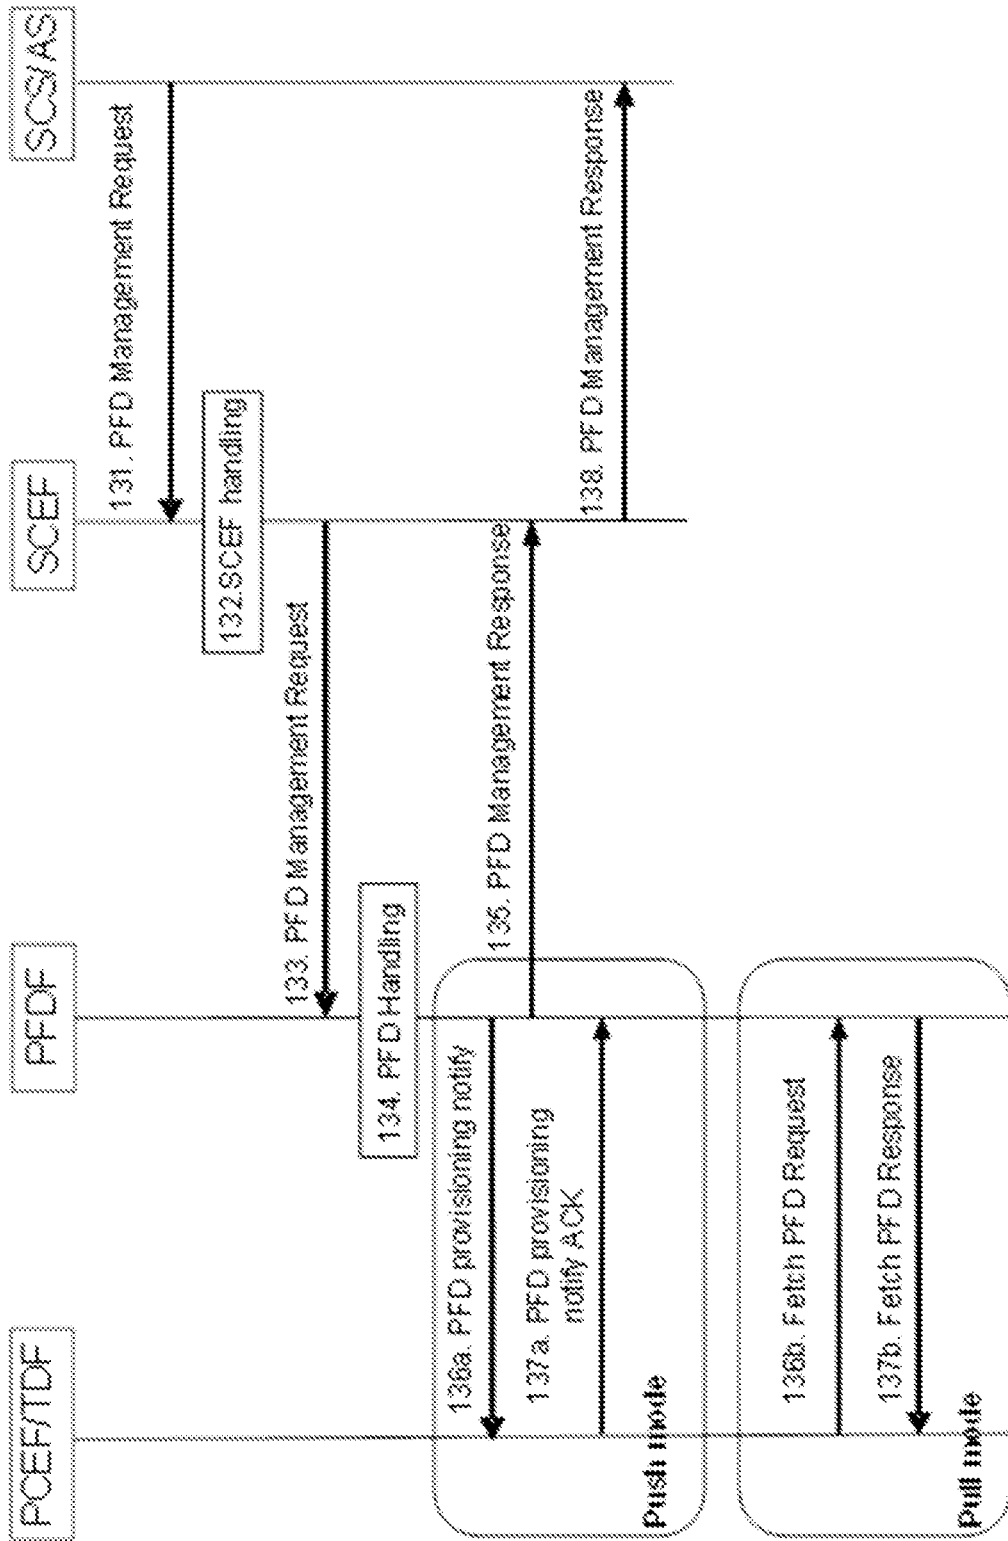 PCEF/TDF
PFDF
SCEF
SCS/AS
131. PFD Management Request
132.SCEF handling
133. PFD Management Request
134. PFD Handling
136a. PFD provisioning notify
135. PFD Management Response
137a. PFD provisioning
notify ACK
138. PFD Management Response
Push mode
136b. Fetch PFD Request
137b. Fetch PFD Response
Pull mode